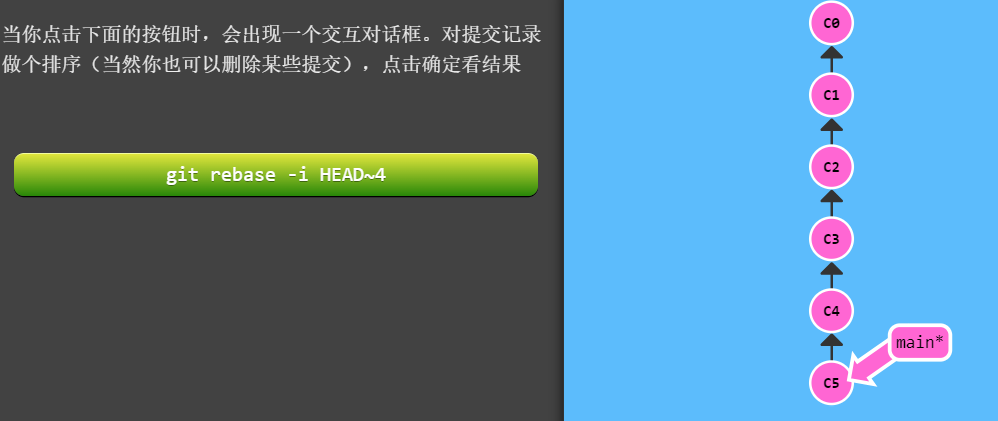 当你点击下面的按钮时，会出现一个交互对话框。对提交记录
做个排序（当然你也可以删除某些提交），点击确定看结果
git rebase -i HEAD~4
C0
C1
C2
C3
C4
main*
C5